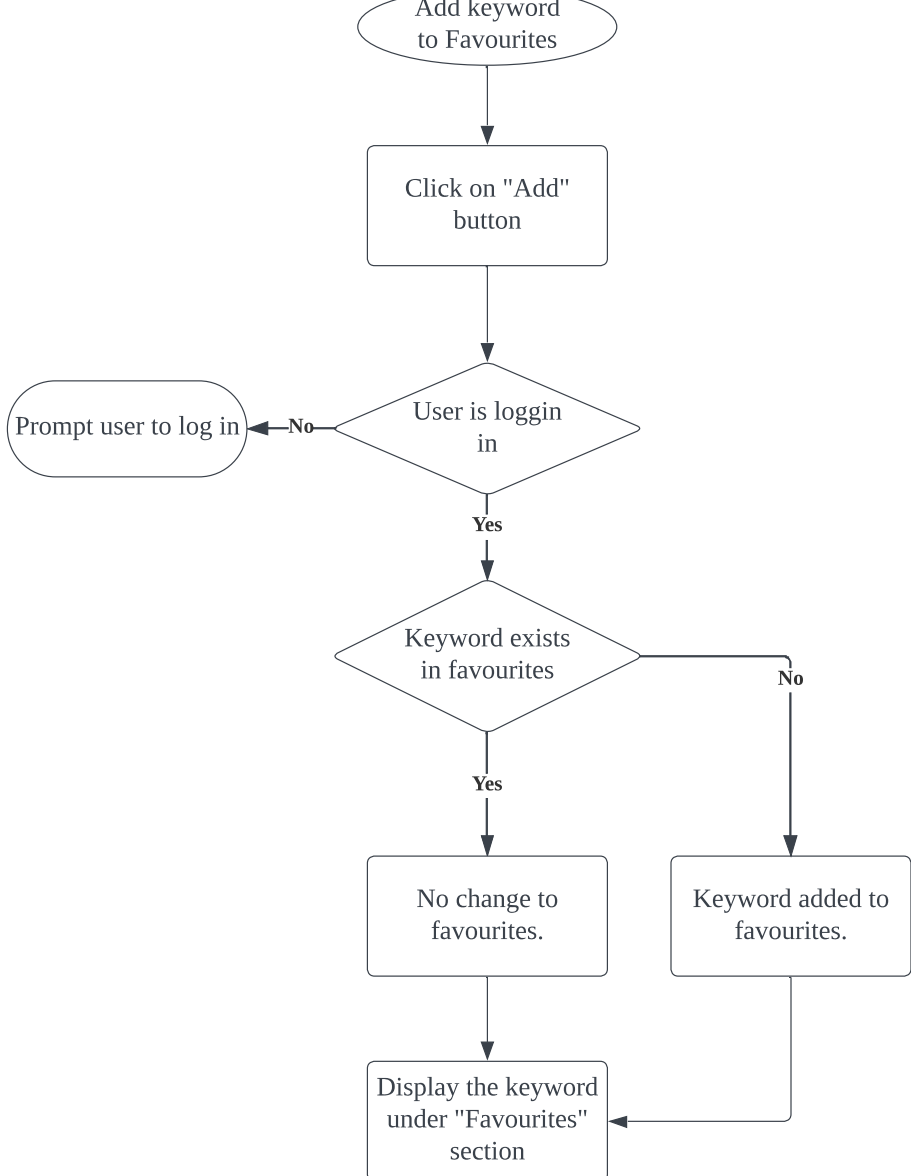 Add keyword
to Favourites
Click on "Add"
button
User is loggin
in
No
Prompt user to log in
Yes
Keyword exists
in favourites
No
Yes
No change to
favourites.
Keyword added to
favourites.
Display the keyword
under "Favourites"
section